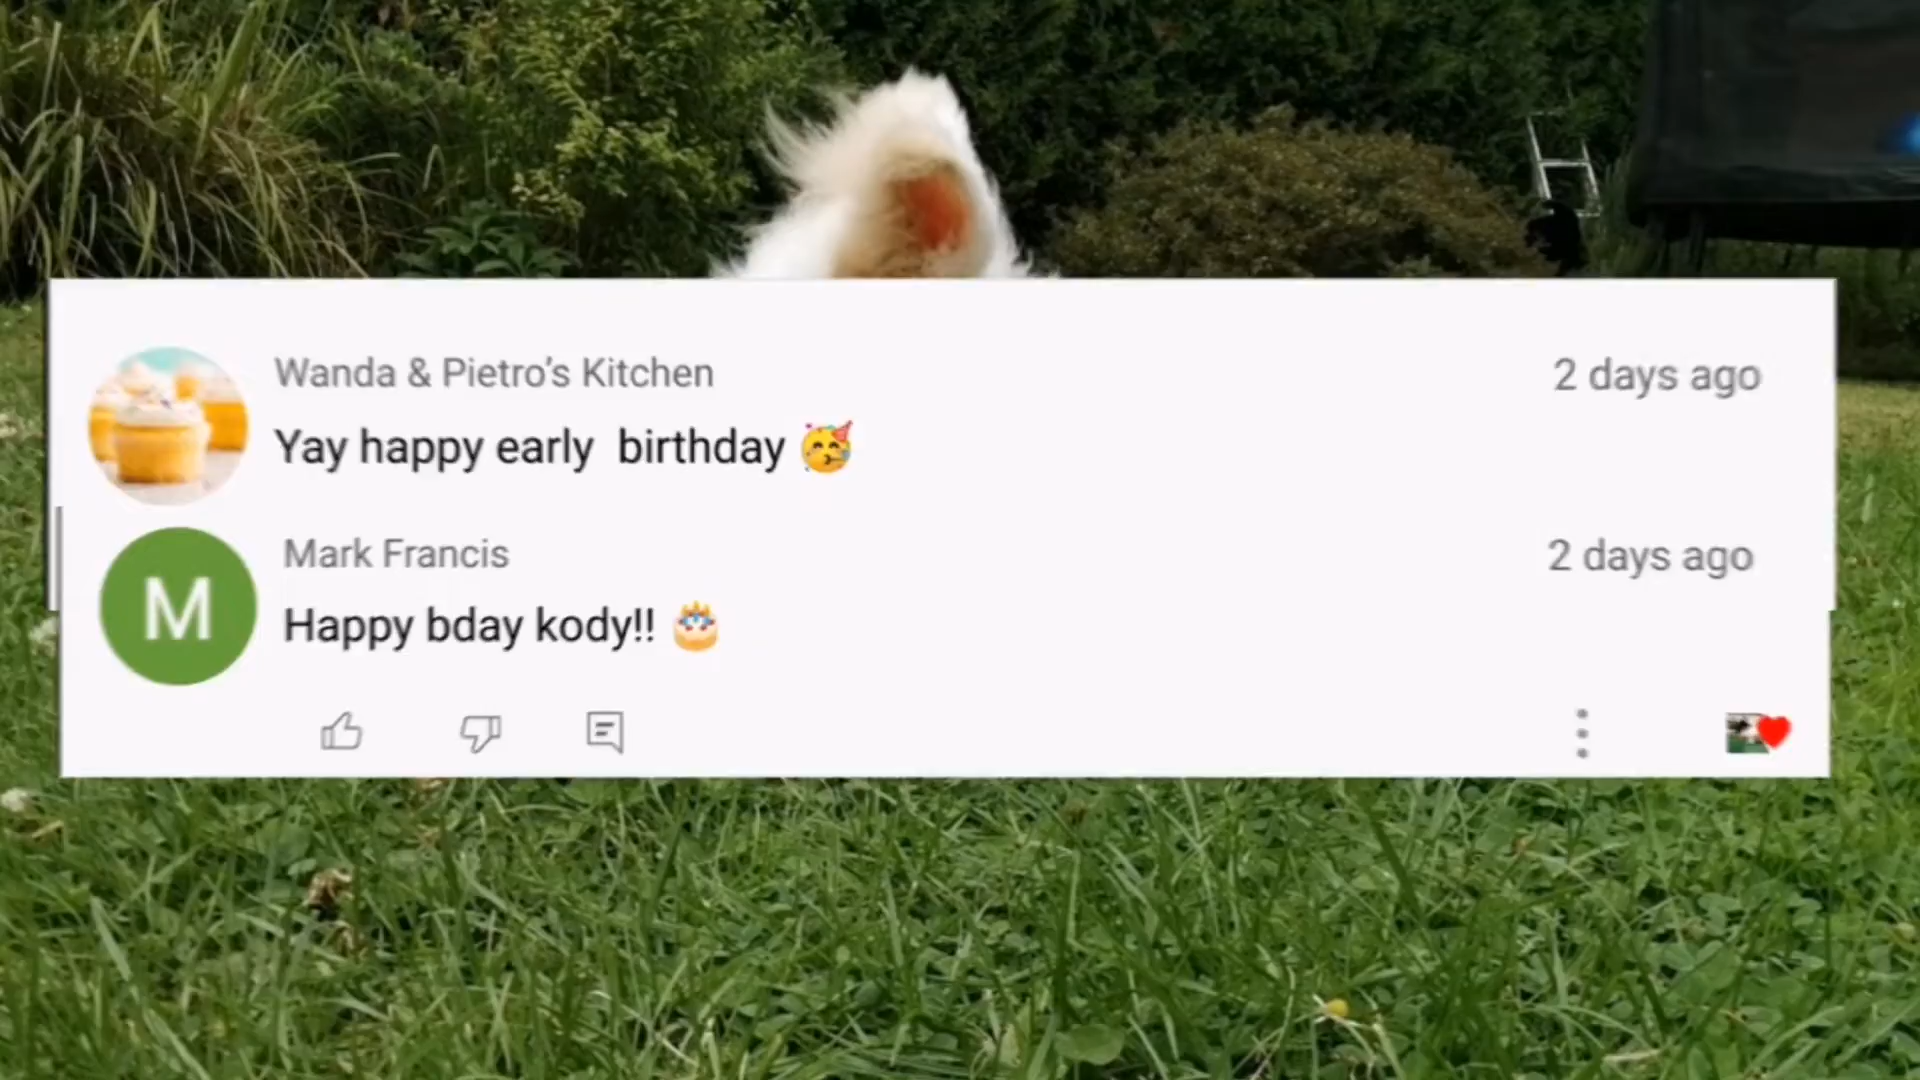 Wanda & Pietro's Kitchen 2 days ago
Yay happy early  birthday 🥳
M
Mark Francis 2 days ago
Happy bday kody!! 🎂